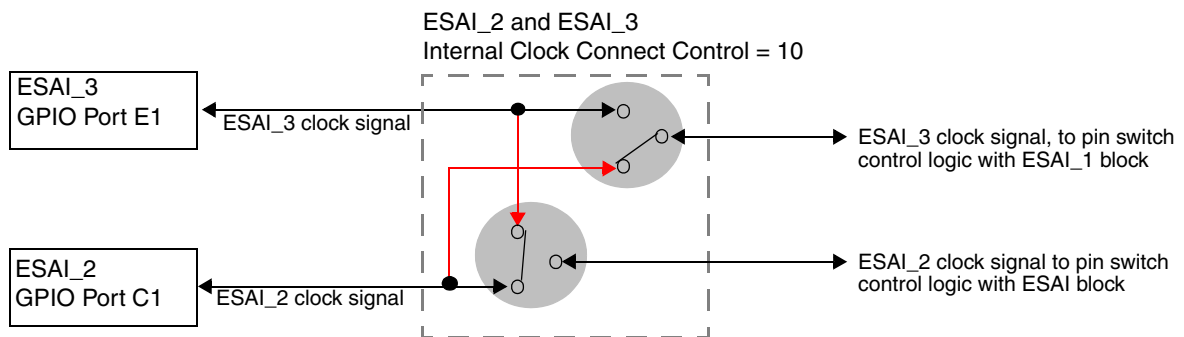 ESAI_2 and ESAI_3
Internal Clock Connect Control = 10
ESAI_3
GPIO Port E1
ESAI_3 clock signal
ESAI_3 clock signal, to pin switch
control logic with ESAI_1 block
ESAI_2
GPIO Port C1
ESAI_2 clock signal
ESAI_2 clock signal to pin switch
control logic with ESAI block